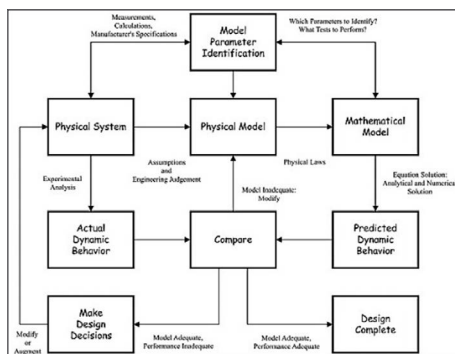 Measurements,
Calculations,
Manufacturer's Specifications
Model
Parameter
Identification
Which Parameters to Identify?
What Tests to Perform?
Physical System
Physical Model
Mathematical
Model
Assumptions
and
Engineering Judgement
Physical Laws
Experimental
Analysis
Model Inadequate:
Modify
Equation Solution:
Analytical and Numerical
Solution
Actual
Dynamic
Behavior
Compare
Predicted
Dynamic
Behavior
Modify
or
Augment
Make
Design
Decisions
Model Adequate,
Performance Inadequate
Model Adequate,
Performance Adequate
Design
Complete